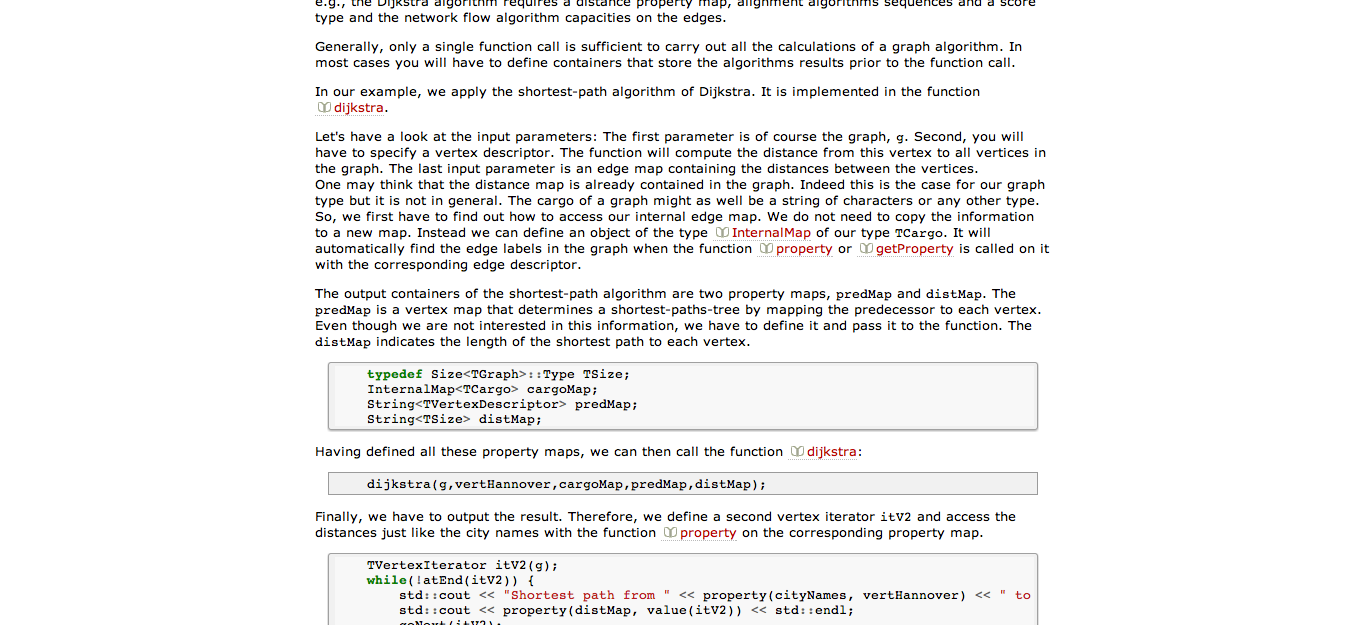 e.g., the Dijkstra algorithm requires a distance property map, alignment algorithms sequences and a score
type and the network flow algorithm capacities on the edges.
Generally, only a single function call is sufficient to carry out all the calculations of a graph algorithm. In
most cases you will have to define containers that store the algorithms results prior to the function call.
In our example, we apply the shortest-path algorithm of Dijkstra. It is implemented in the function
dijkstra.
Let's have a look at the input parameters: The first parameter is of course the graph, g. Second, you will
have to specify a vertex descriptor. The function will compute the distance from this vertex to all vertices in
the graph. The last input parameter is an edge map containing the distances between the vertices.
One may think that the distance map is already contained in the graph. Indeed this is the case for our graph
type but it is not in general. The cargo of a graph might as well be a string of characters or any other type.
So, we first have to find out how to access our internal edge map. We do not need to copy the information
to a new map. Instead we can define an object of the type InternalMap of our type TCargo. It will
automatically find the edge labels in the graph when the function property or getProperty is called on it
with the corresponding edge descriptor.
The output containers of the shortest-path algorithm are two property maps, predMap and distMap. The
predMap is a vertex map that determines a shortest-paths-tree by mapping the predecessor to each vertex.
Even though we are not interested in this information, we have to define it and pass it to the function. The
distMap indicates the length of the shortest path to each vertex.
typedef Size<TGraph>::Type TSize;
InternalMap<TCargo> cargoMap;
String<TVertexDescriptor> predMap;
String<TSize> distMap;
Having defined all these property maps, we can then call the function dijkstra:
dijkstra(g,vertHannover,cargoMap,predMap,distMap);
Finally, we have to output the result. Therefore, we define a second vertex iterator itV2 and access the
distances just like the city names with the function property on the corresponding property map.
TVertexIterator itV2(g);
while(!atEnd(itV2)) {
std::cout << "Shortest path from " << property(cityNames, vertHannover) << " to
std::cout << property(distMap, value(itV2)) << std::endl;
goNext(itV2);